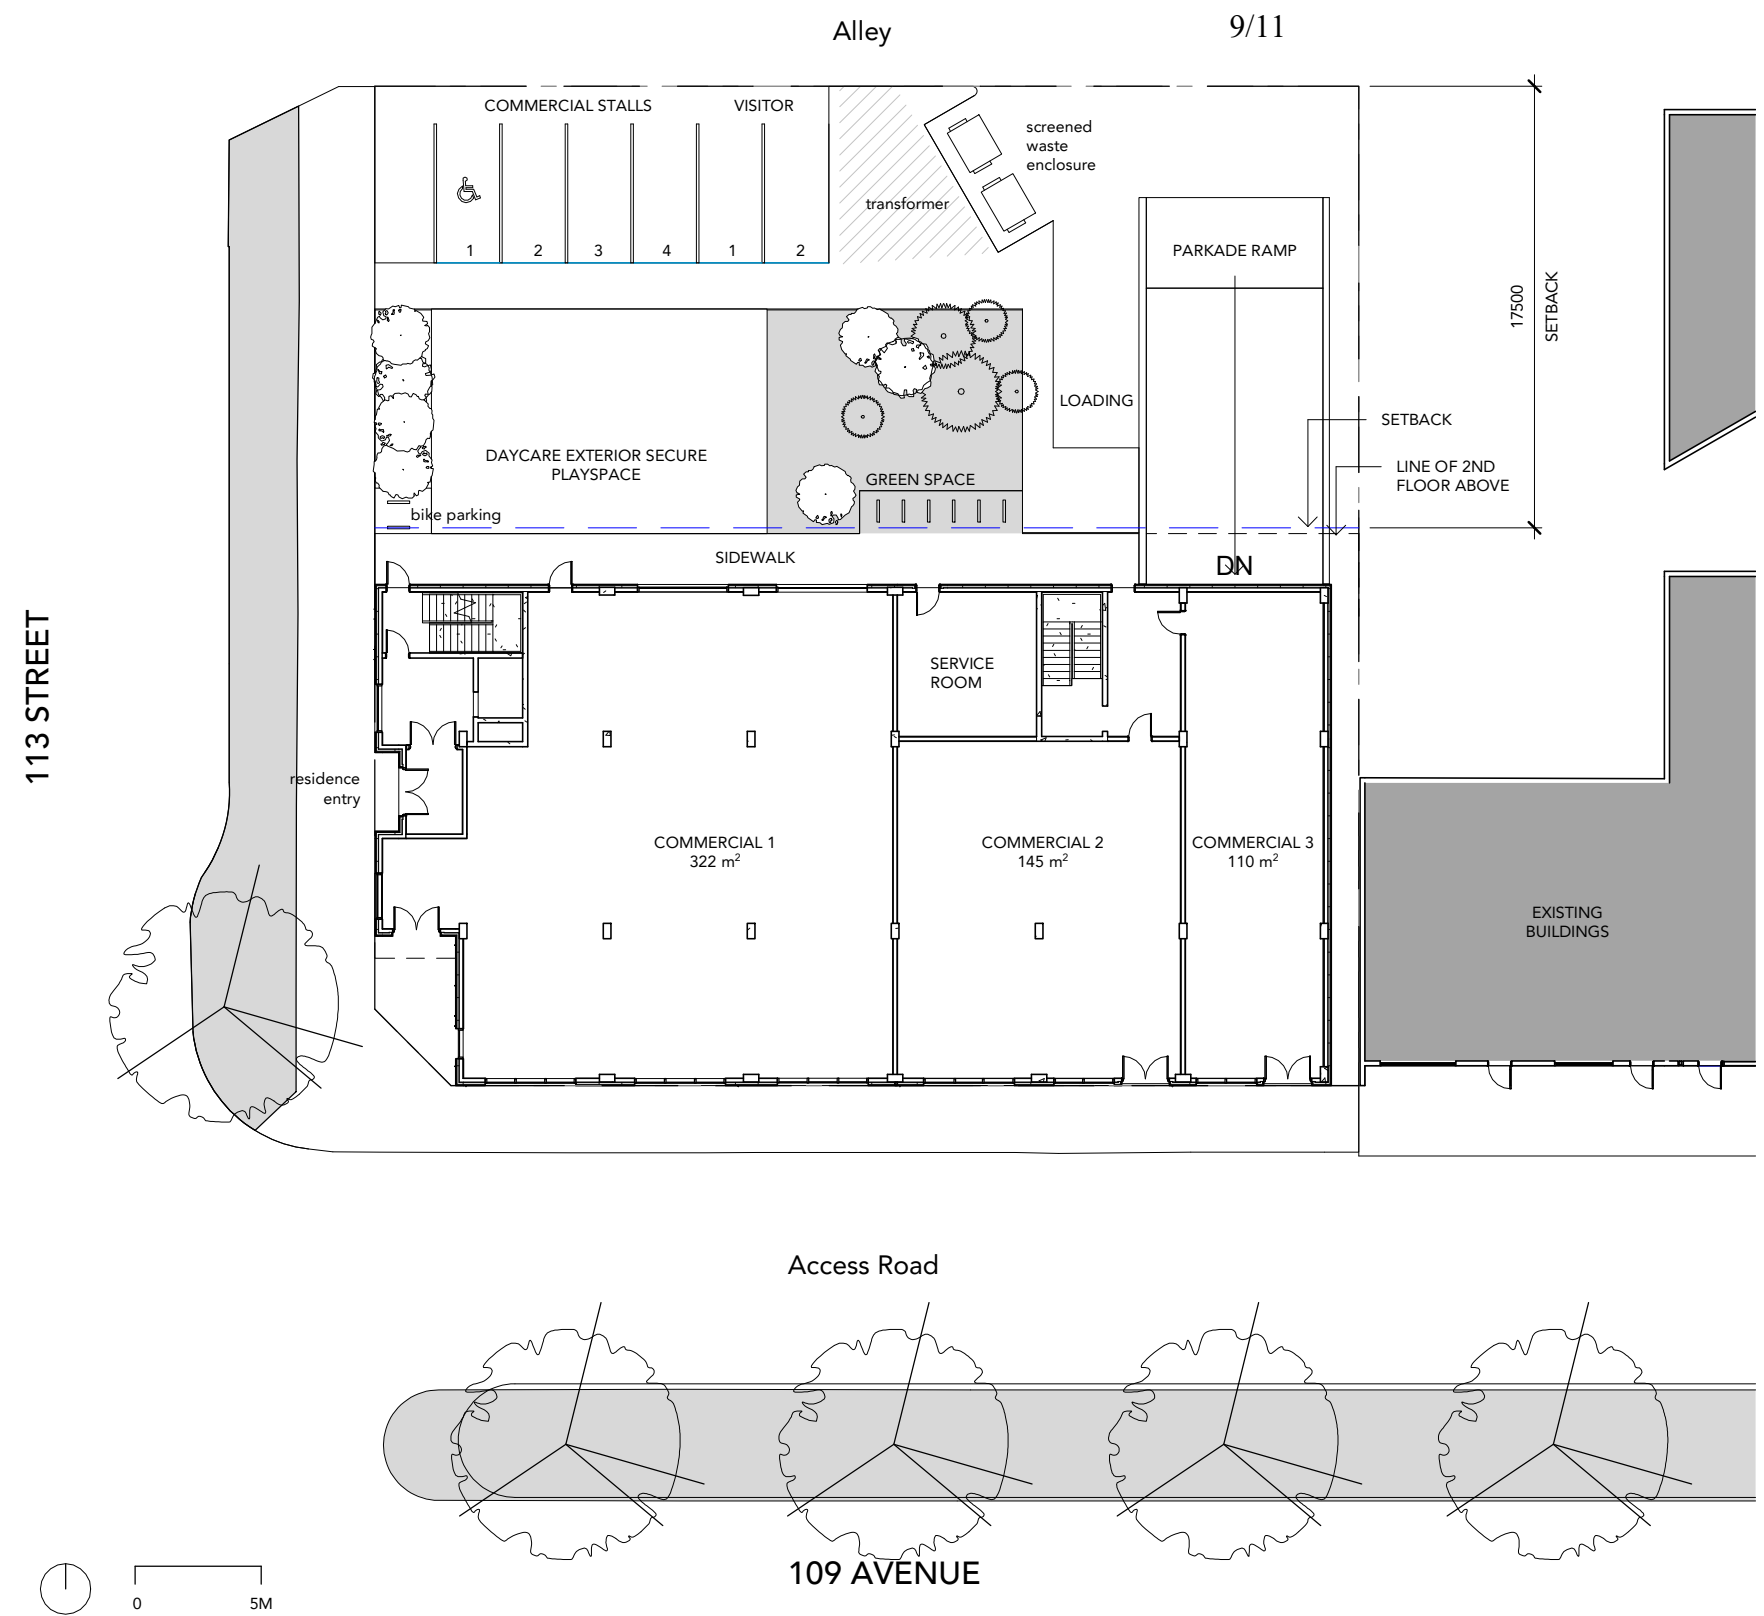 Alley
9/11
COMMERCIAL STALLS
VISITOR
screened
waste
enclosure
transformer
1
2
3
4
1
2
PARKADE RAMP
17500
SETBACK
LOADING
SETBACK
DAYCARE EXTERIOR SECURE
PLAYSPACE
GREEN SPACE
LINE OF 2ND
FLOOR ABOVE
bike parking
SIDEWALK
DN
113 STREET
SERVICE
ROOM
residence
entry
COMMERCIAL 1
322 m²
COMMERCIAL 2
145 m²
COMMERCIAL 3
110 m²
EXISTING
BUILDINGS
Access Road
109 AVENUE
0
5M